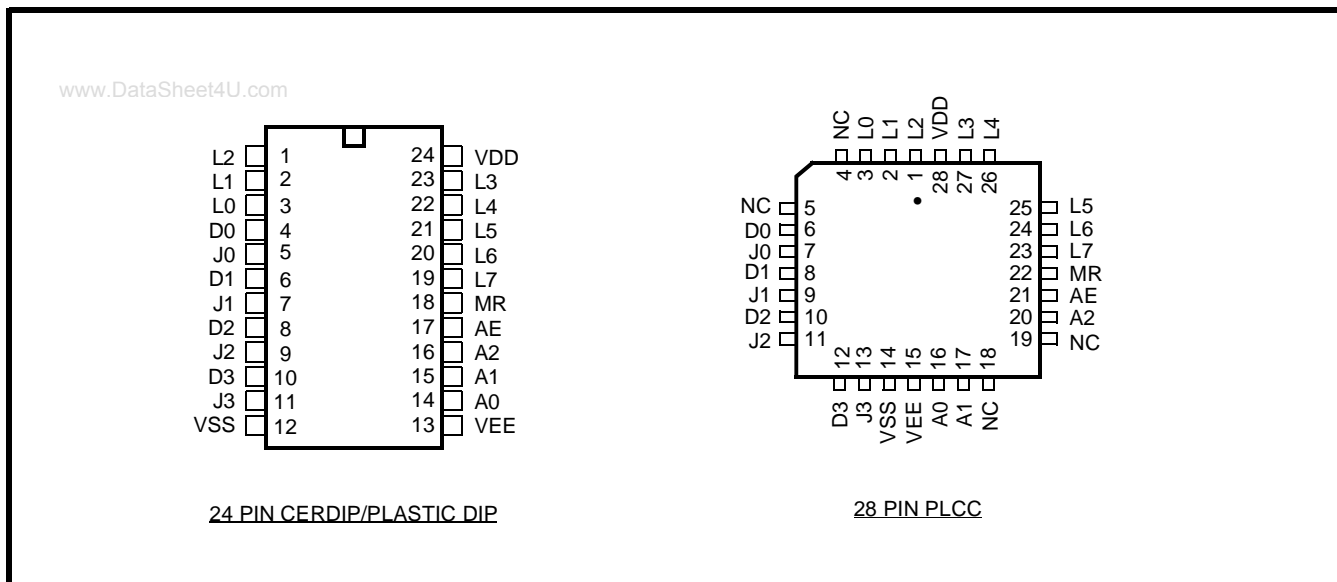 www.DataSheet4U.com
L2 1 24 VDD
L1 2 23 L3
L0 3 22 L4
D0 4 21 L5
J0 5 20 L6
D1 6 19 L7
J1 7 18 MR
D2 8 17 AE
J2 9 16 A2
D3 10 15 A1
J3 11 14 A0
VSS 12 13 VEE
24 PIN CERDIP/PLASTIC DIP
NC L0 L1 L2 VDD L3 L4
4 3 2 1 28 27 26
NC 5 25 L5
D0 6 24 L6
J0 7 23 L7
D1 8 22 MR
J1 9 21 AE
D2 10 20 A2
J2 11 19 NC
12 13 14 15 16 17 18
D3 J3 VSS VEE A0 A1 NC
28 PIN PLCC